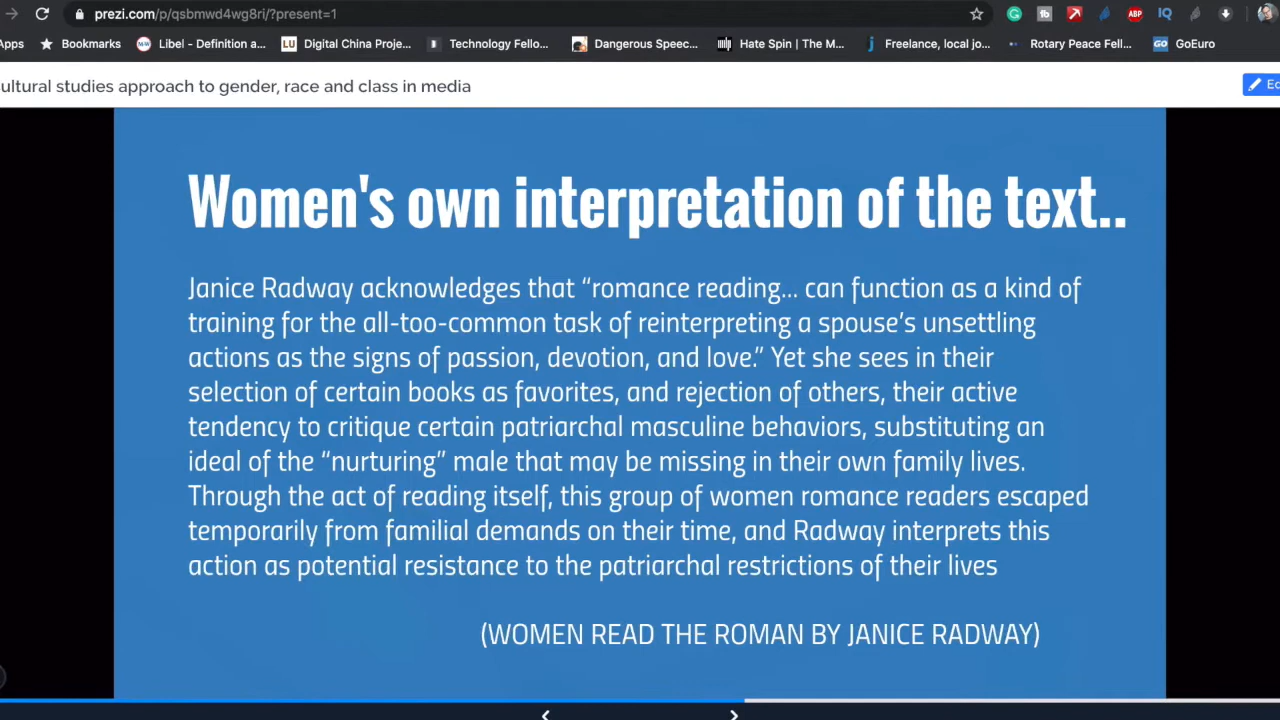 prezi.com/p/qsbmwd4wg8ri/?present=1
ABP
IQ
Apps Bookmarks Libel - Definition a... LU Digital China Proje... Technology Fello... Dangerous Speec... Hate Spin | The M... j Freelance, local jo... Rotary Peace Fell... GO GoEuro
ultural studies approach to gender, race and class in media
Women's own interpretation of the text..
Janice Radway acknowledges that “romance reading... can function as a kind of
training for the all-too-common task of reinterpreting a spouse’s unsettling
actions as the signs of passion, devotion, and love.” Yet she sees in their
selection of certain books as favorites, and rejection of others, their active
tendency to critique certain patriarchal masculine behaviors, substituting an
ideal of the “nurturing” male that may be missing in their own family lives.
Through the act of reading itself, this group of women romance readers escaped
temporarily from familial demands on their time, and Radway interprets this
action as potential resistance to the patriarchal restrictions of their lives
(WOMEN READ THE ROMAN BY JANICE RADWAY)